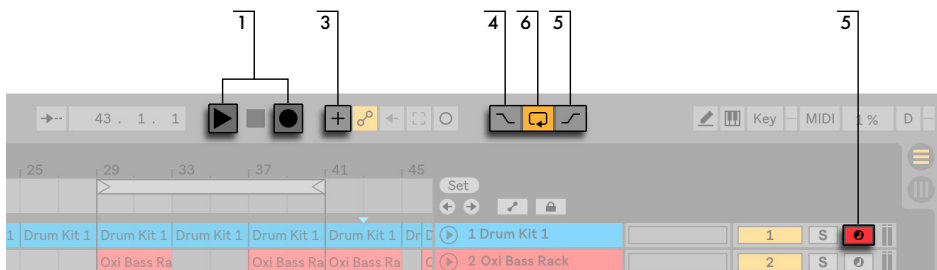 1 3 4 6 5 5
43 . 1 . 1 Key MIDI 1 % D
25 29 33 37 41 45
Set
1 Drum Kit 1 Drum Kit 1 Drum Kit 1 Drum Kit 1 Drum Kit 1 Dr D 1 Drum Kit 1 1 S
Oxi Bass Ra Oxi Bass Ra Oxi Bass Ra 2 Oxi Bass Rack 2 S